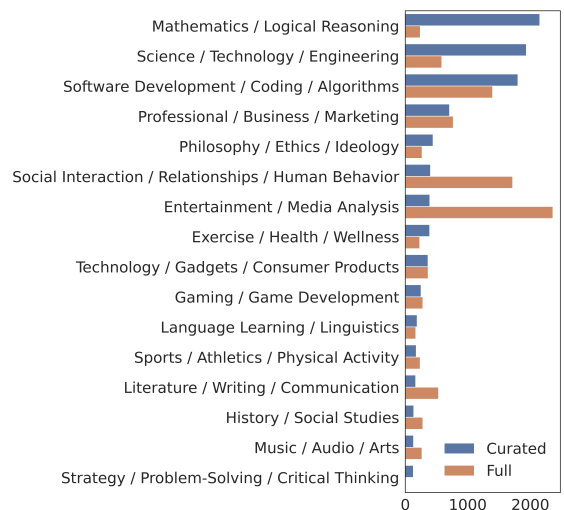 Mathematics / Logical Reasoning
Science / Technology / Engineering
Software Development / Coding / Algorithms
Professional / Business / Marketing
Philosophy / Ethics / Ideology
Social Interaction / Relationships / Human Behavior
Entertainment / Media Analysis
Exercise / Health / Wellness
Technology / Gadgets / Consumer Products
Gaming / Game Development
Language Learning / Linguistics
Sports / Athletics / Physical Activity
Literature / Writing / Communication
History / Social Studies
Music / Audio / Arts
Strategy / Problem-Solving / Critical Thinking
Curated
Full
0 1000 2000